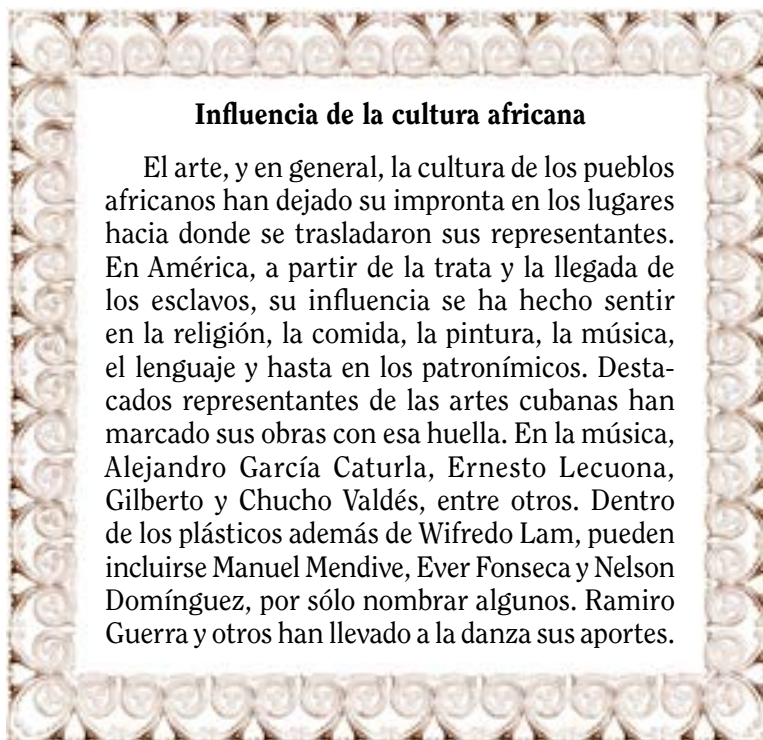 Influencia de la cultura africana
El arte, y en general, la cultura de los pueblos
africanos han dejado su impronta en los lugares
hacia donde se trasladaron sus representantes.
En América, a partir de la trata y la llegada de
los esclavos, su influencia se ha hecho sentir
en la religión, la comida, la pintura, la música,
el lenguaje y hasta en los patronímicos. Desta-
cados representantes de las artes cubanas han
marcado sus obras con esa huella. En la música,
Alejandro García Caturla, Ernesto Lecuona,
Gilberto y Chucho Valdés, entre otros. Dentro
de los plásticos además de Wifredo Lam, pueden
incluirse Manuel Mendive, Ever Fonseca y Nelson
Domínguez, por sólo nombrar algunos. Ramiro
Guerra y otros han llevado a la danza sus aportes.